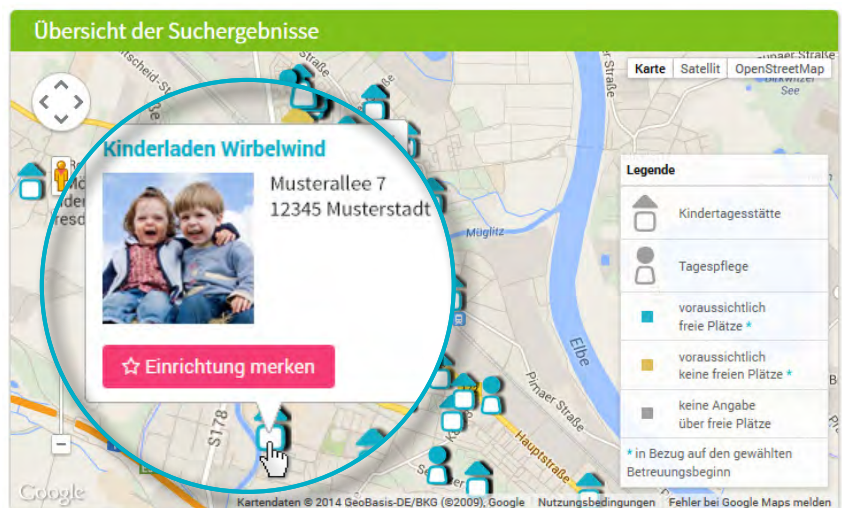 Übersicht der Suchergebnisse
Karte Satellit OpenStreetMap
Straße
Straße
See
Kinderladen Wirbelwind
Musterallee 7
12345 Musterstadt
Einrichtung merken
Müglitz
Elbe
Pirnaer Straße
Hauptstraße
S178
Legende
Kindertagesstätte
Tagespflege
voraussichtlich
freie Plätze *
voraussichtlich
keine freien Plätze *
keine Angabe
über freie Plätze
* in Bezug auf den gewählten
Betreuungsbeginn
Google
Kartendaten © 2014 GeoBasis-DE/BKG (©2009), Google Nutzungsbedingungen Fehler bei Google Maps melden